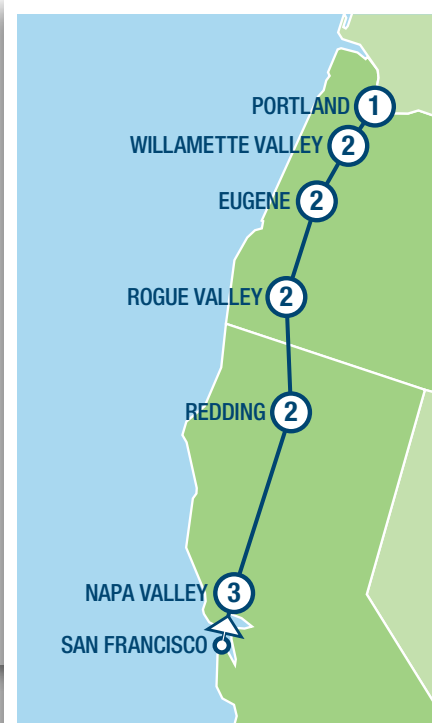 PORTLAND 1
WILLAMETTE VALLEY 2
EUGENE 2
ROGUE VALLEY 2
REDDING 2
NAPA VALLEY 3
SAN FRANCISCO